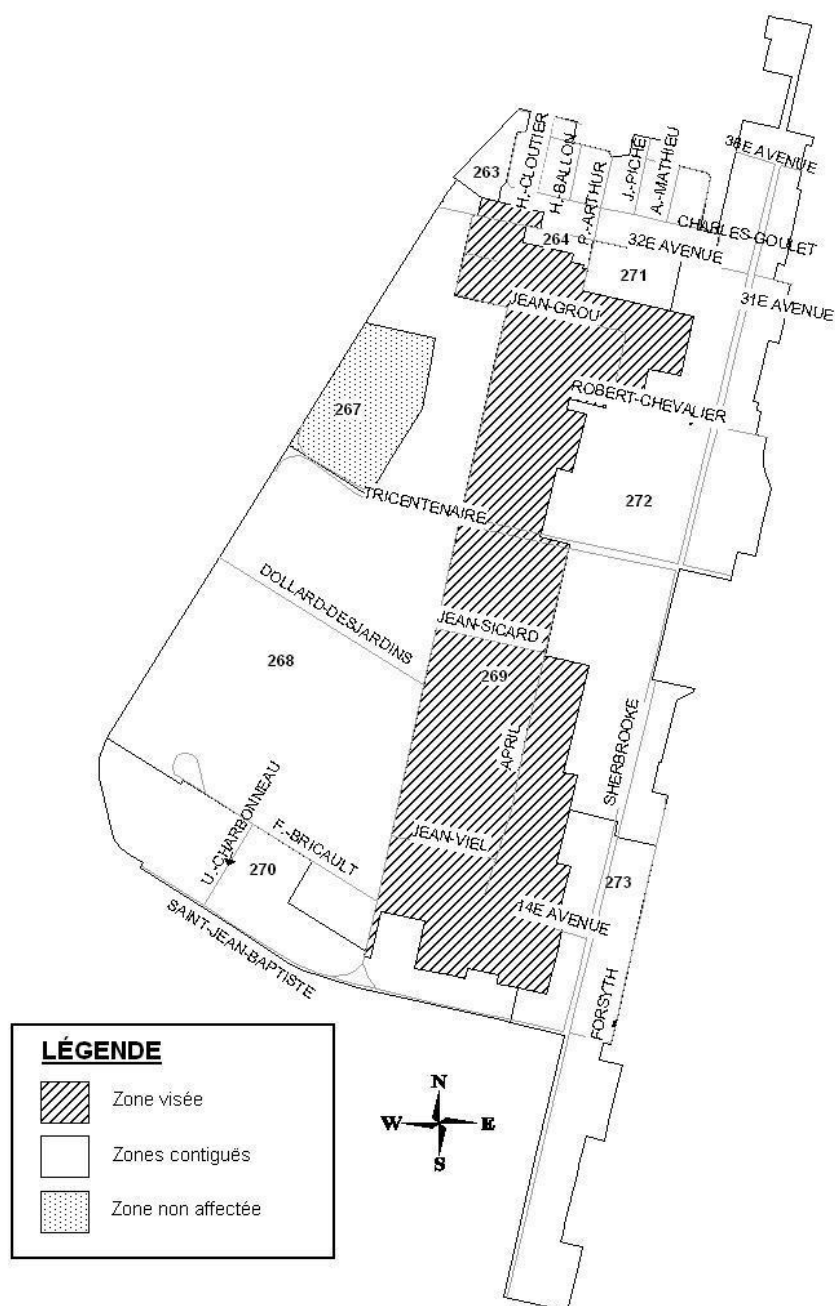 H.-CLOUTIER
H.-BALLON
P.-ARTHUR
J.-PICHÉ
A.-MATHIEU
36E AVENUE
263
CHARLES-GOULET
264
32E AVENUE
271
31E AVENUE
JEAN-GROU
ROBERT-CHEVALIER
267
TRICENTENAIRE
272
DOLLARD-DESJARDINS
JEAN-SICARD
268
269
APRIL
SHERBROOKE
U.-CHARBONNEAU
F.-BRICAULT
JEAN-VIEL
270
273
14E AVENUE
SAINT-JEAN-BAPTISTE
FORSYTH
LÉGENDE
Zone visée
Zones contiguës
Zone non affectée
N
W E
S